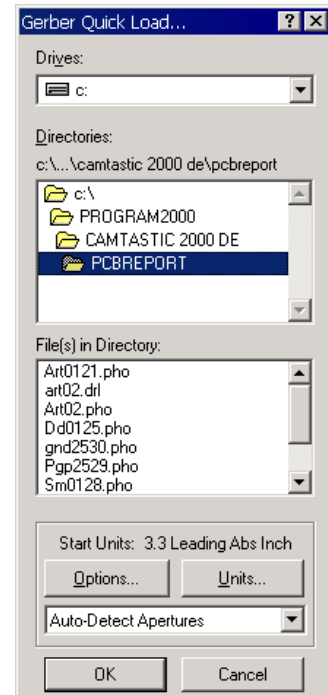 Gerber Quick Load...
Drives:
c:
Directories:
c:\...\camtastic 2000 de\pcbreport
c:\
PROGRAM2000
CAMTASTIC 2000 DE
PCBREPORT
File(s) in Directory:
Art0121.pho
art02.drl
Art02.pho
Dd0125.pho
gnd2530.pho
Pgp2529.pho
Sm0128.pho
Start Units: 3.3 Leading Abs Inch
Options... Units...
Auto-Detect Apertures
OK Cancel